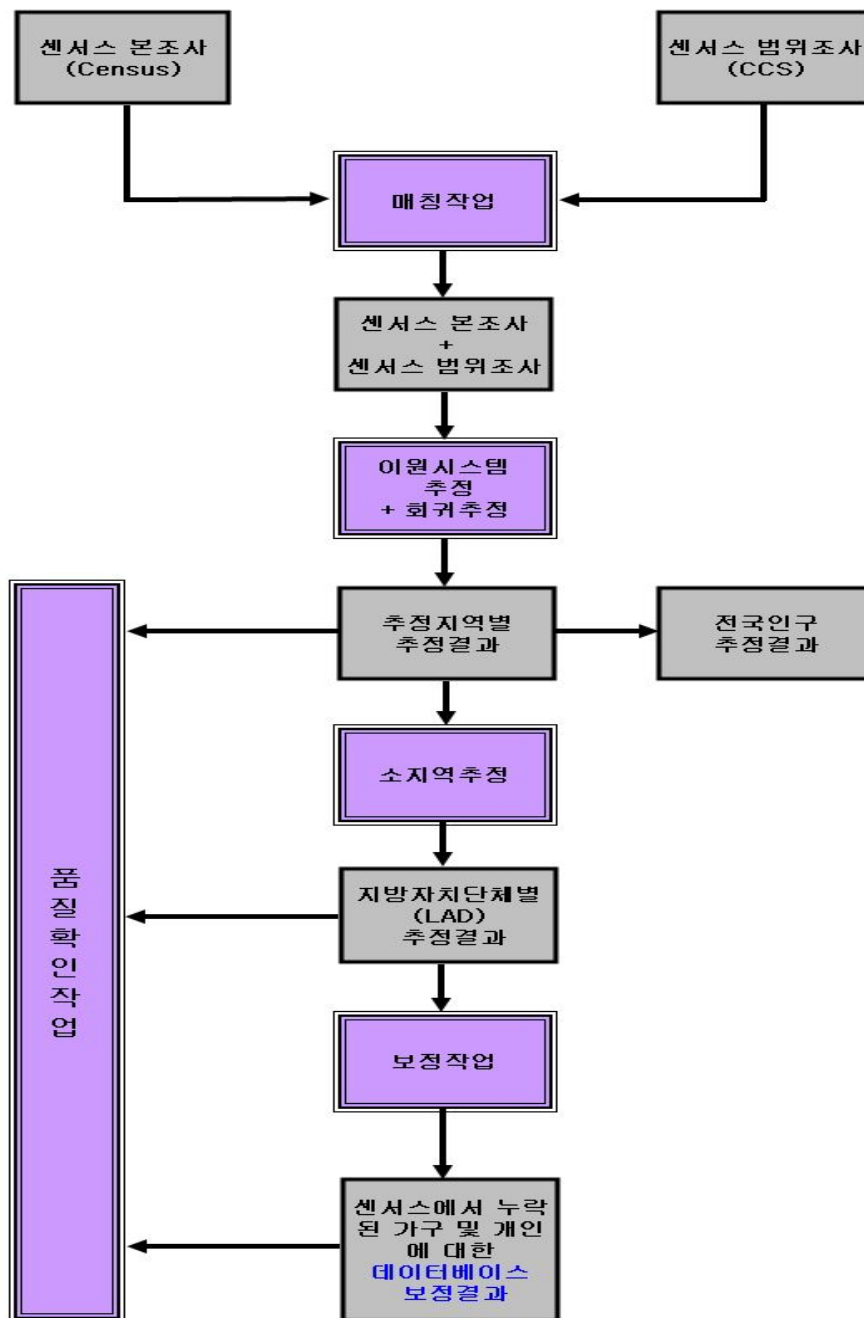 센서스 본조사
(Census)
센서스 범위조사
(CCS)
매칭작업
센서스 본조사
+
센서스 범위조사
이원시스템
추정
+ 회귀추정
추정지역별
추정결과
전국인구
추정결과
소지역추정
지방자치단체별
(LAD)
추정결과
품
질
확
인
작
업
보정작업
센서스에서 누락
된 가구 및 개인
에 대한
데이터베이스
보정결과